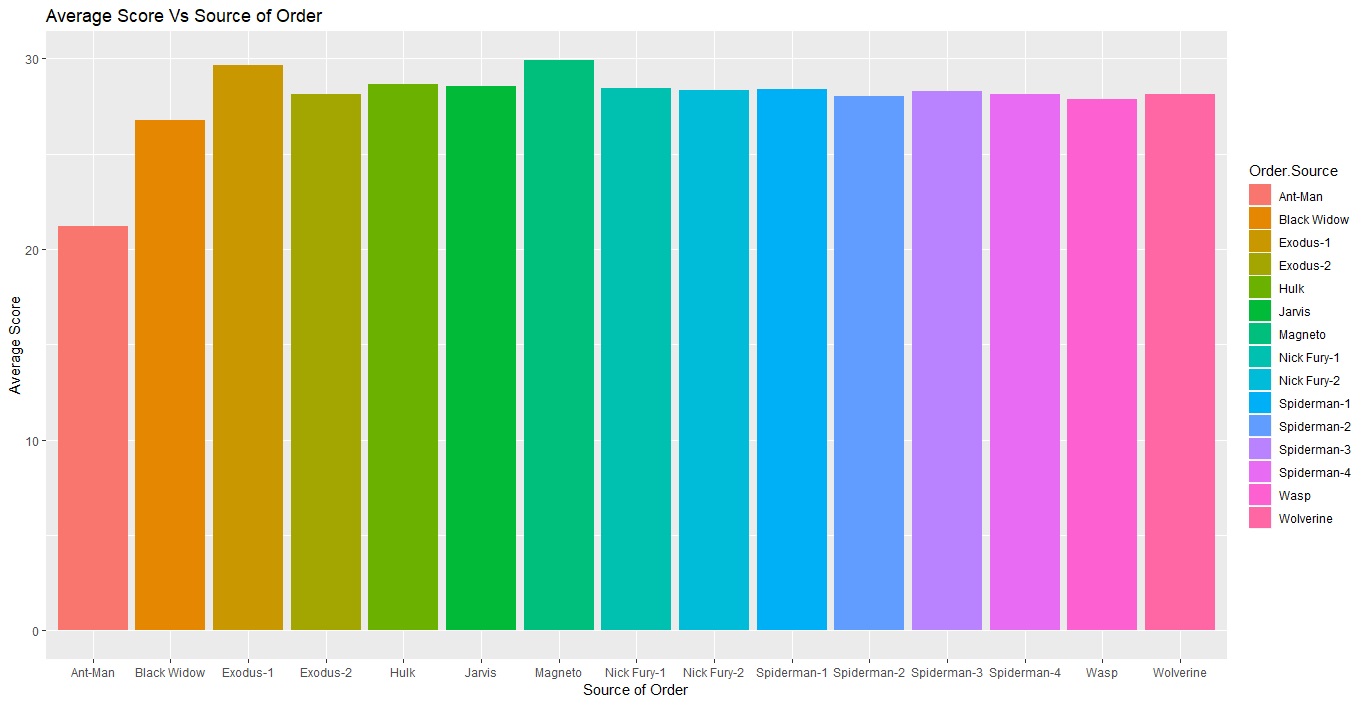 Average Score Vs Source of Order
30
20
10
0
Average Score
Ant-Man Black Widow Exodus-1 Exodus-2 Hulk Jarvis Magneto Nick Fury-1 Nick Fury-2 Spiderman-1 Spiderman-2 Spiderman-3 Spiderman-4 Wasp Wolverine
Source of Order
Order.Source
Ant-Man
Black Widow
Exodus-1
Exodus-2
Hulk
Jarvis
Magneto
Nick Fury-1
Nick Fury-2
Spiderman-1
Spiderman-2
Spiderman-3
Spiderman-4
Wasp
Wolverine